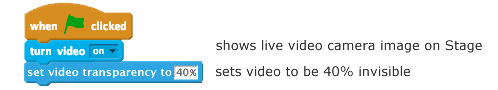 when clicked
turn video on shows live video camera image on Stage
set video transparency to 40% sets video to be 40% invisible